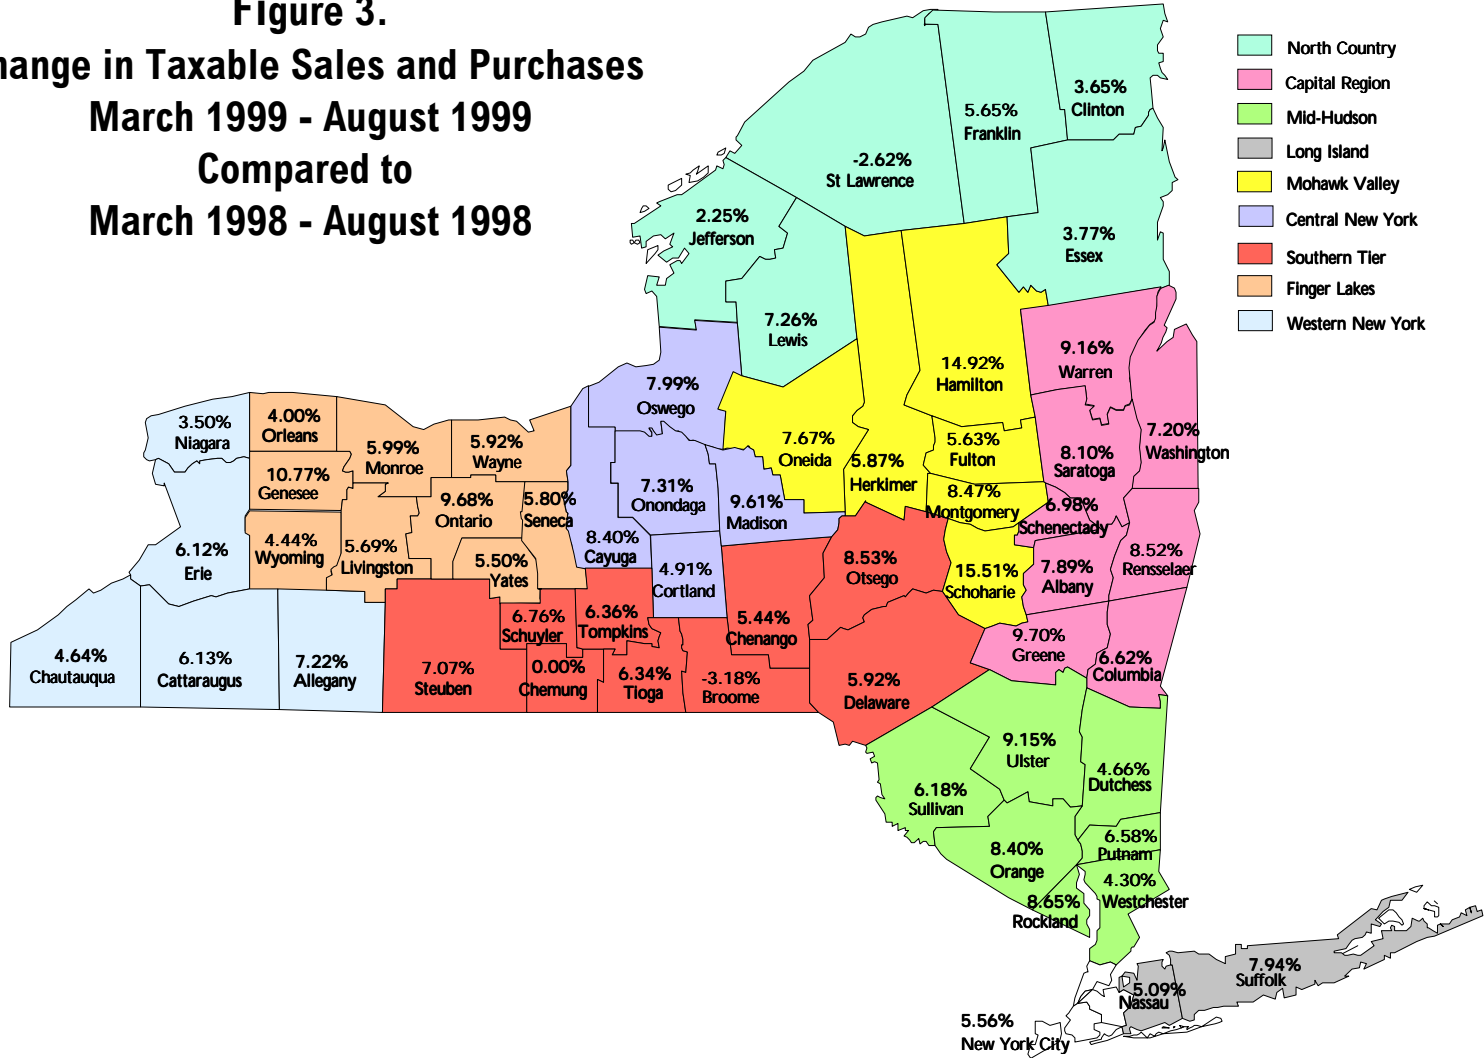 Figure 3.
hange in Taxable Sales and Purchases
March 1999 - August 1999
Compared to
March 1998 - August 1998
North Country
Capital Region
Mid-Hudson
Long Island
Mohawk Valley
Central New York
Southern Tier
Finger Lakes
Western New York
3.65%
Clinton
5.65%
Franklin
-2.62%
St Lawrence
2.25%
Jefferson
3.77%
Essex
7.26%
Lewis
14.92%
Hamilton
9.16%
Warren
7.99%
Oswego
3.50%
Niagara
4.00%
Orleans
5.99%
Monroe
5.92%
Wayne
7.67%
Oneida
5.87%
Herkimer
5.63%
Fulton
8.10%
Saratoga
7.20%
Washington
10.77%
Genesee
9.68%
Ontario
5.80%
Seneca
7.31%
Onondaga
9.61%
Madison
8.47%
Montgomery
6.98%
Schenectady
6.12%
Erie
4.44%
Wyoming
5.69%
Livingston
5.50%
Yates
8.40%
Cayuga
4.91%
Cortland
8.53%
Otsego
15.51%
Schoharie
7.89%
Albany
8.52%
Rensselaer
4.64%
Chautauqua
6.13%
Cattaraugus
7.22%
Allegany
7.07%
Steuben
6.76%
Schuyler
6.36%
Tompkins
0.00%
Chemung
6.34%
Tioga
5.44%
Chenango
-3.18%
Broome
5.92%
Delaware
9.70%
Greene
6.62%
Columbia
9.15%
Ulster
4.66%
Dutchess
6.18%
Sullivan
8.40%
Orange
6.58%
Putnam
4.30%
Westchester
8.65%
Rockland
7.94%
Suffolk
5.09%
Nassau
5.56%
New York City